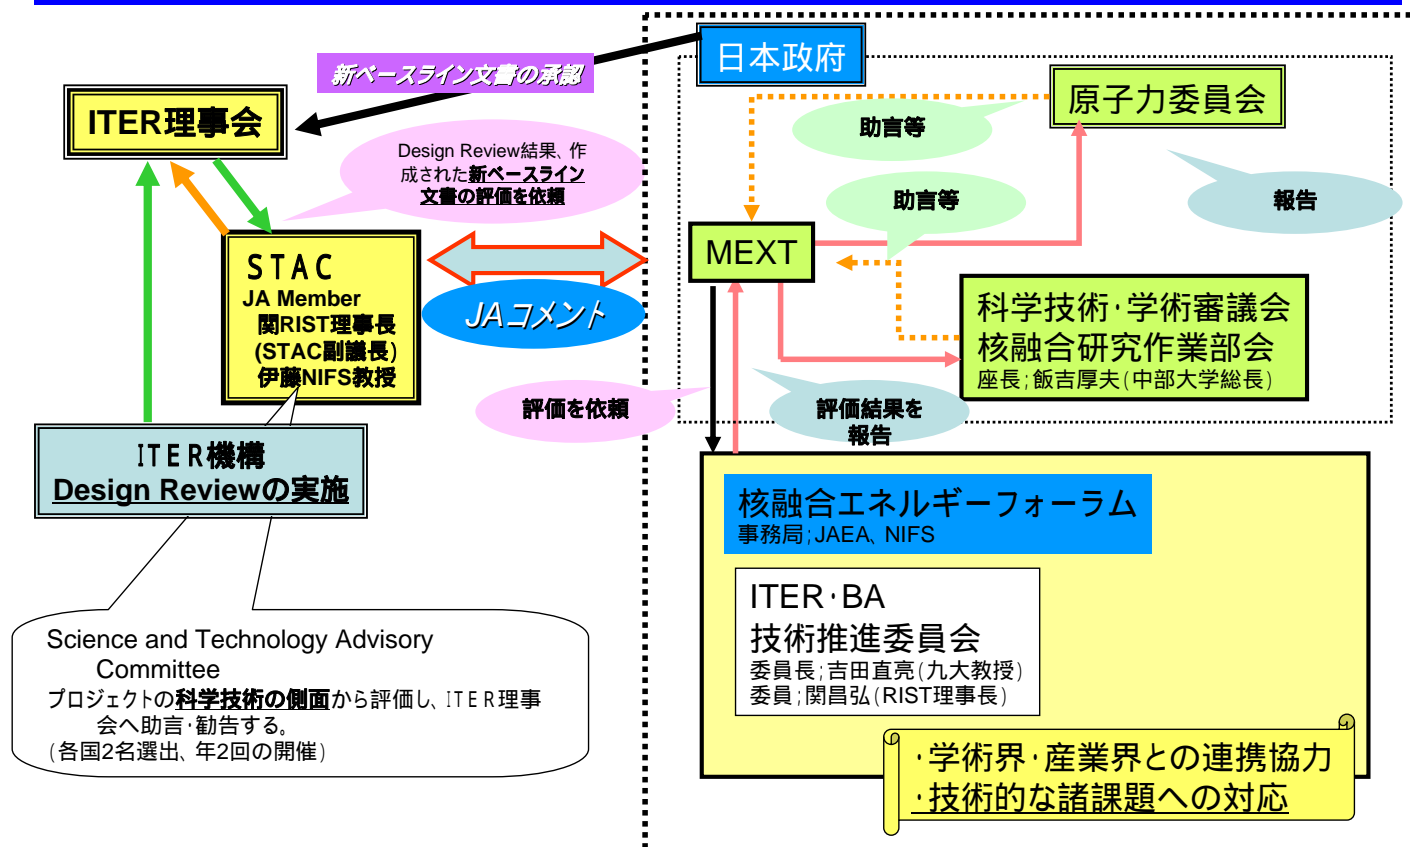 日本政府
新ベースライン文書の承認
ITER理事会
原子力委員会
助言等
Design Review結果、作
成された新ベースライン
文書の評価を依頼
助言等
報告
STAC
JA Member
関RIST理事長
(STAC副議長)
伊藤NIFS教授
JAコメント
MEXT
科学技術・学術審議会
核融合研究作業部会
座長;飯吉厚夫(中部大学総長)
評価を依頼
評価結果を
報告
ITER機構
Design Reviewの実施
核融合エネルギーフォーラム
事務局;JAEA、NIFS
ITER・BA
技術推進委員会
委員長;吉田直亮(九大教授)
委員;関昌弘(RIST理事長)
Science and Technology Advisory
Committee
プロジェクトの科学技術の側面から評価し、ITER理事
会へ助言・勧告する。
(各国2名選出、年2回の開催)
・学術界・産業界との連携協力
・技術的な諸課題への対応